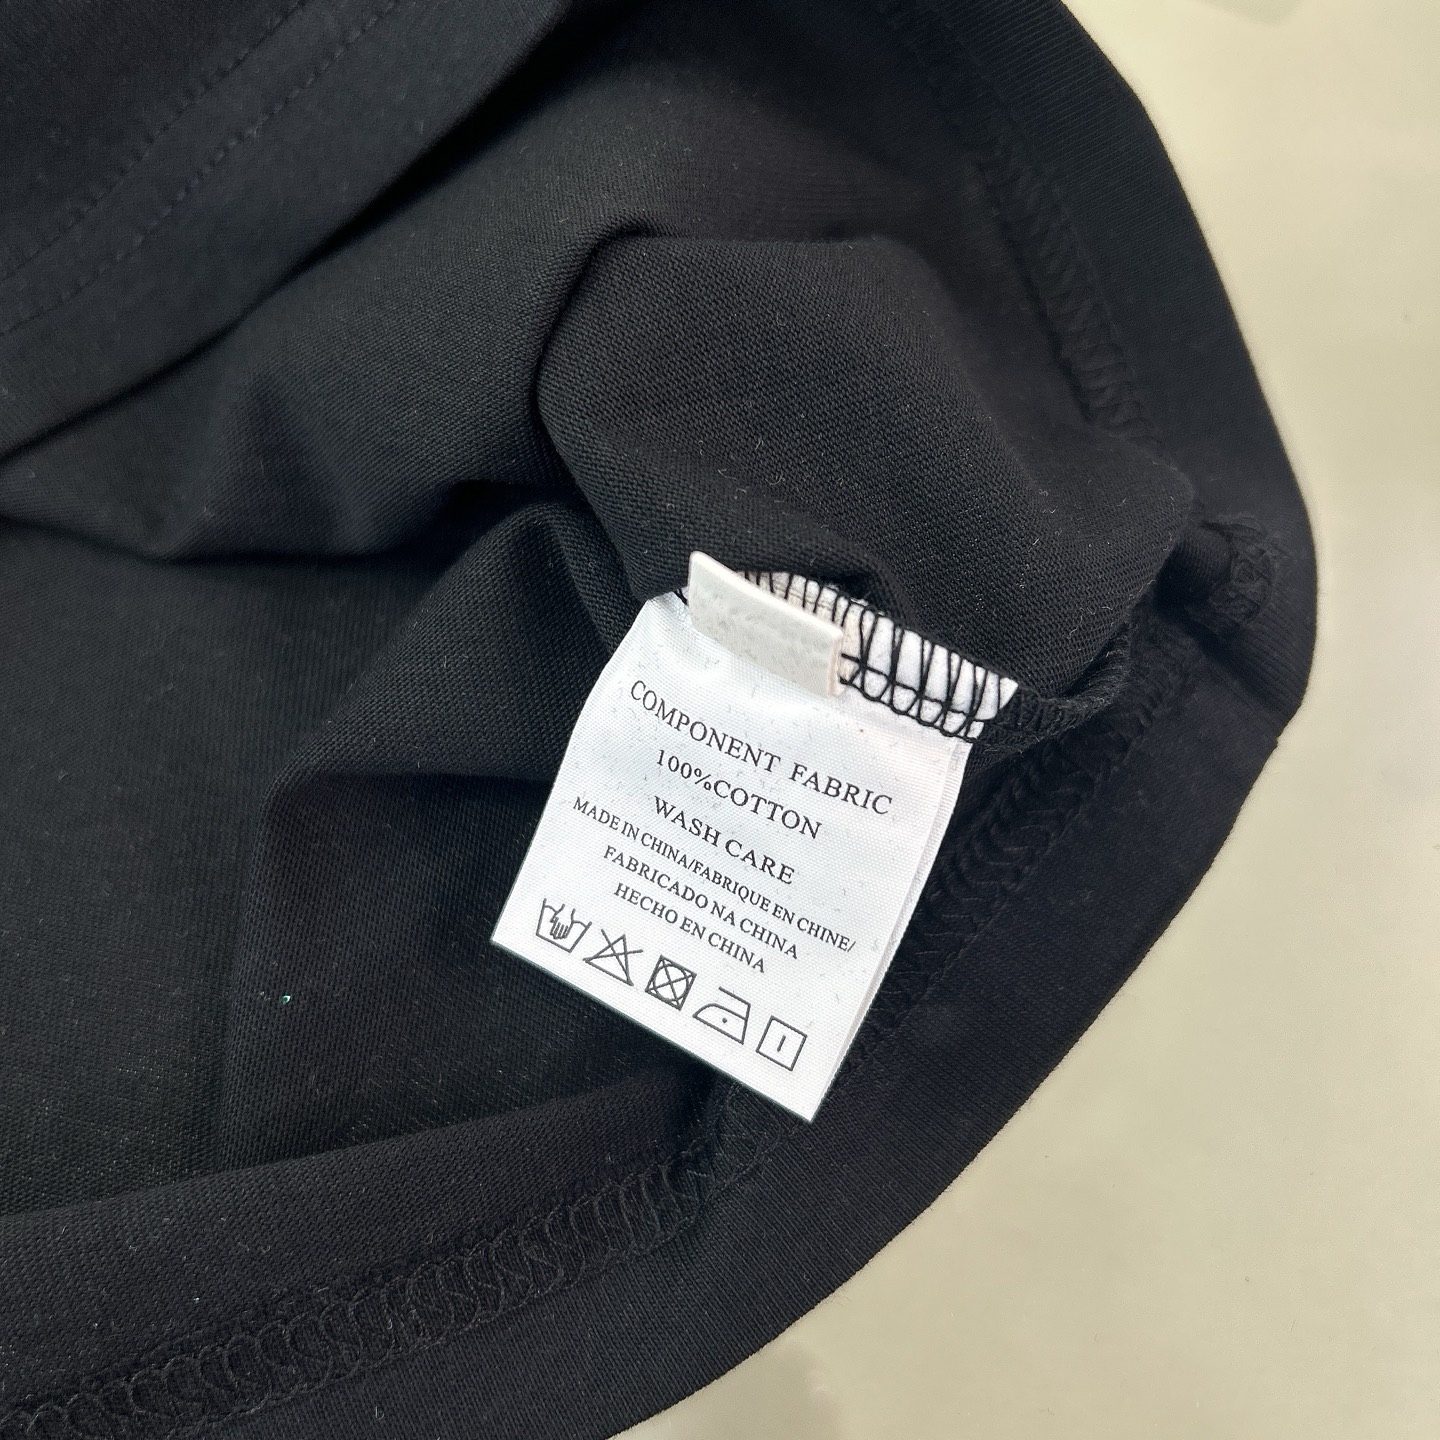 COMPONENT FABRIC
100%COTTON
WASH CARE
MADE IN CHINA/FABRIQUE EN CHINE/
FABRICADO NA CHINA
HECHO EN CHINA